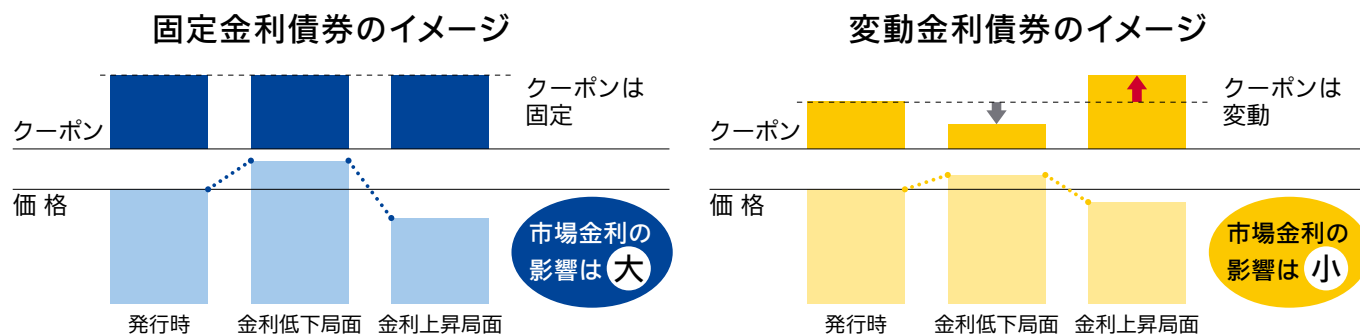 固定金利債券のイメージ
クーポンは
固定
クーポン
価 格
市場金利の
影響は 大
発行時 金利低下局面 金利上昇局面
変動金利債券のイメージ
クーポンは
変動
クーポン
価 格
市場金利の
影響は 小
発行時 金利低下局面 金利上昇局面